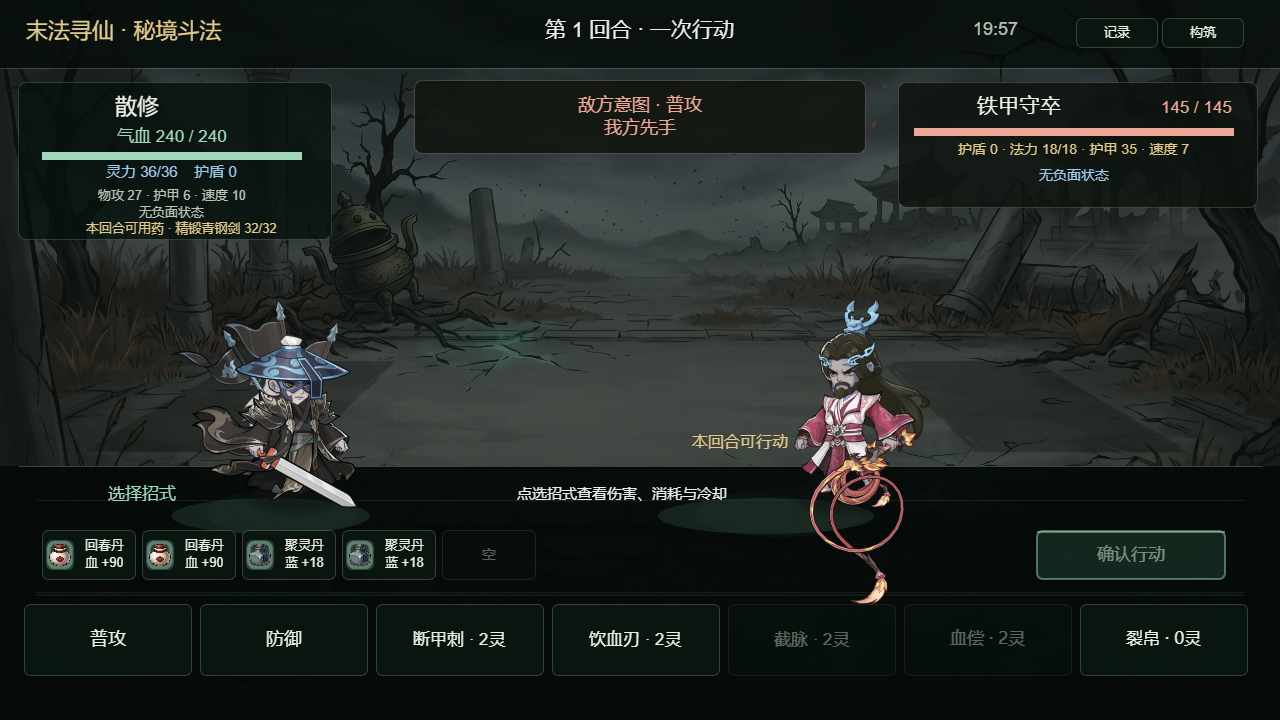 末法寻仙 · 秘境斗法
第 1 回合 · 一次行动
19:57
记录
构筑
散修
气血 240 / 240
灵力 36/36 护盾 0
物攻 27 · 护甲 6 · 速度 10
无负面状态
本回合可用药 · 精锻青钢剑 32/32
敌方意图 · 普攻
我方先手
铁甲守卒
145 / 145
护盾 0 · 法力 18/18 · 护甲 35 · 速度 7
无负面状态
本回合可行动
选择招式
点选招式查看伤害、消耗与冷却
回春丹
血 +90
回春丹
血 +90
聚灵丹
蓝 +18
聚灵丹
蓝 +18
空
确认行动
普攻
防御
断甲刺 · 2灵
饮血刃 · 2灵
截脉 · 2灵
血偿 · 2灵
裂帛 · 0灵